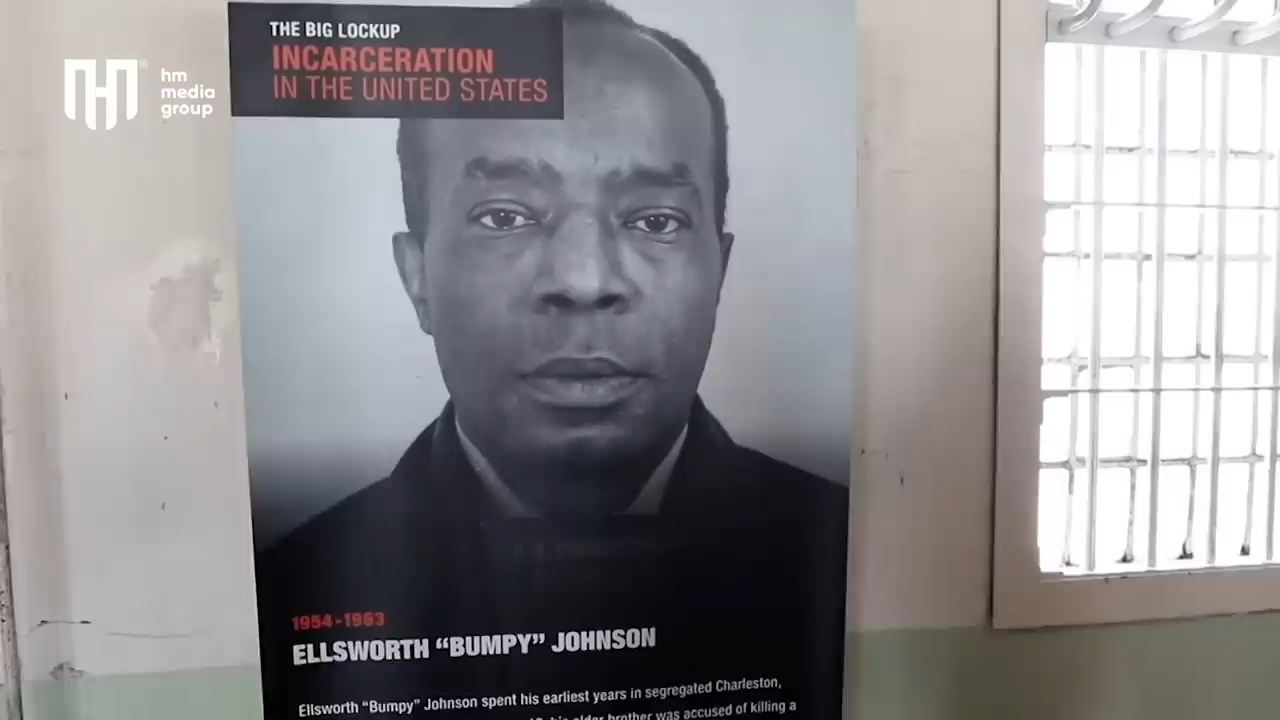 THE BIG LOCKUP
INCARCERATION
IN THE UNITED STATES
hm
media
group
1954-1963
ELLSWORTH “BUMPY” JOHNSON
Ellsworth “Bumpy” Johnson spent his earliest years in segregated Charleston,
his elder brother was accused of killing a